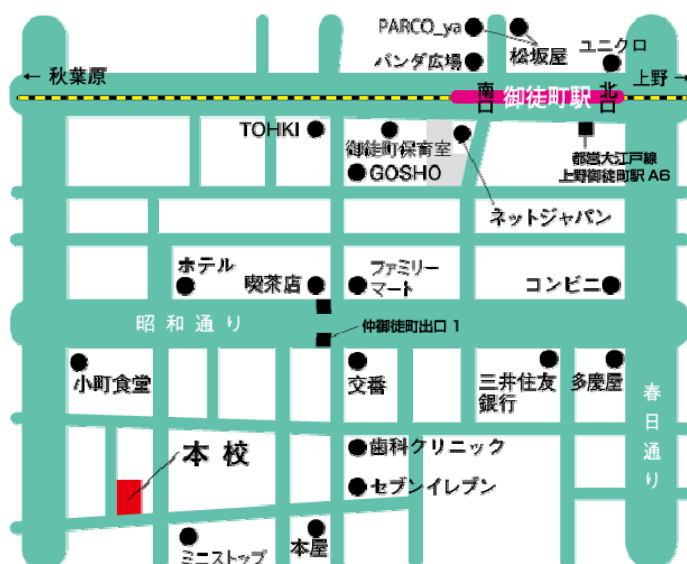 PARCO_ya
松坂屋
ユニクロ
パンダ広場
← 秋葉原
上野 →
南口
御徒町駅
北口
TOHKI
御徒町保育室
GOSHO
都営大江戸線
上野御徒町駅 A6
ネットジャパン
ホテル
喫茶店
ファミリー
マート
コンビニ
昭和通り
仲御徒町出口 1
小町食堂
交番
三井住友
銀行
多慶屋
春日通り
本校
歯科クリニック
セブンイレブン
ミニストップ
本屋